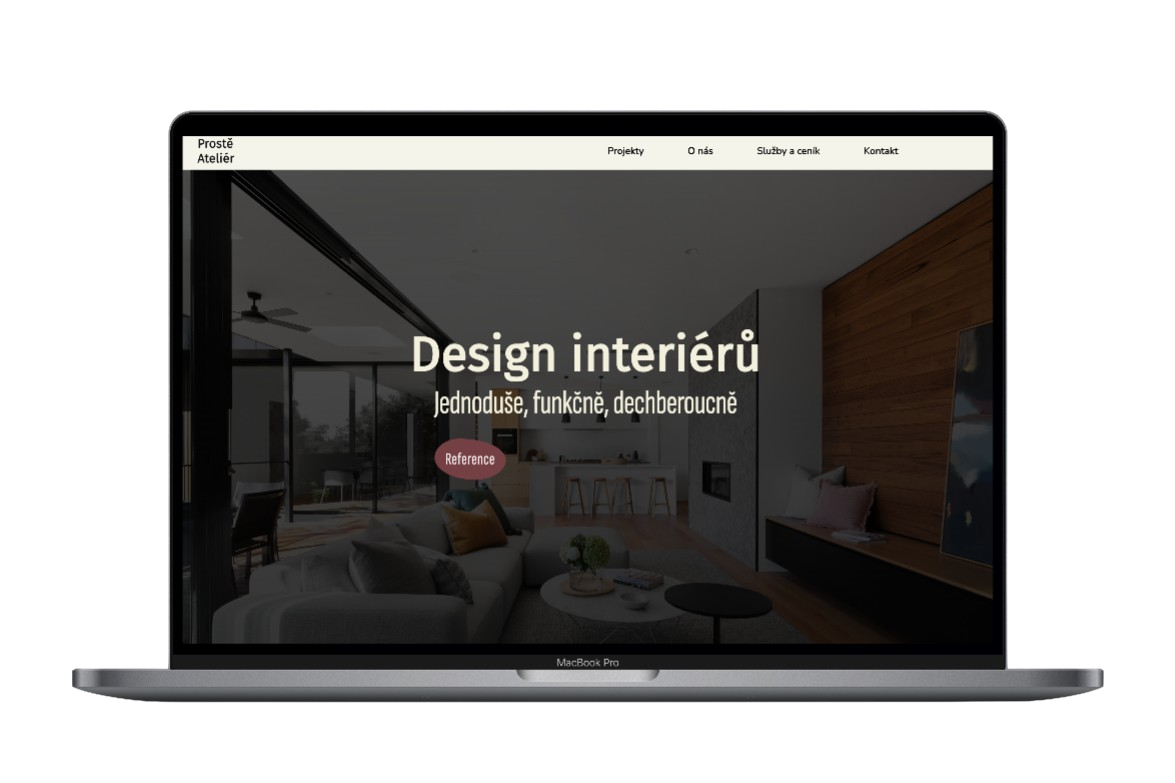 Prostě
Ateliér
Projekty
O nás
Služby a ceník
Kontakt
Design interiérů
Jednoduše, funkčně, dechberoucně
Reference
MacBook Pro